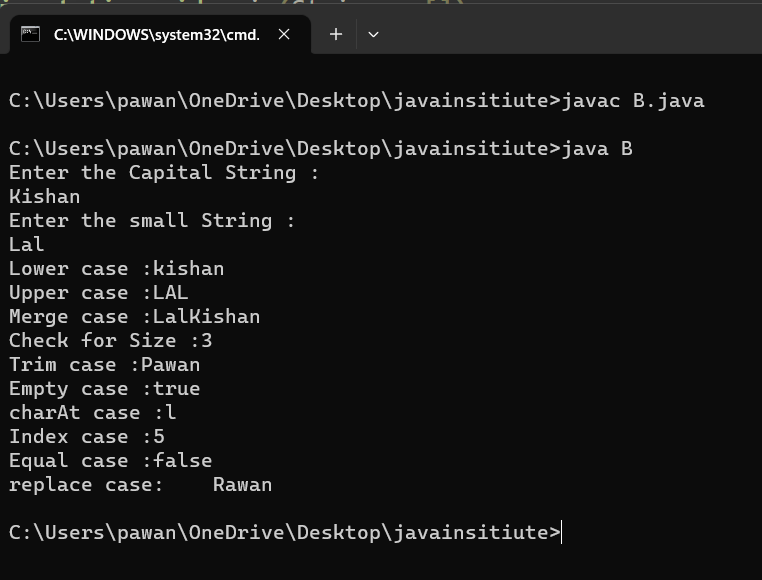 C:\WINDOWS\system32\cmd.
C:\Users\pawan\OneDrive\Desktop\javainsitiute>javac B.java
C:\Users\pawan\OneDrive\Desktop\javainsitiute>java B
Enter the Capital String :
Kishan
Enter the small String :
Lal
Lower case :kishan
Upper case :LAL
Merge case :LalKishan
Check for Size :3
Trim case :Pawan
Empty case :true
charAt case :l
Index case :5
Equal case :false
replace case:    Rawan
C:\Users\pawan\OneDrive\Desktop\javainsitiute>